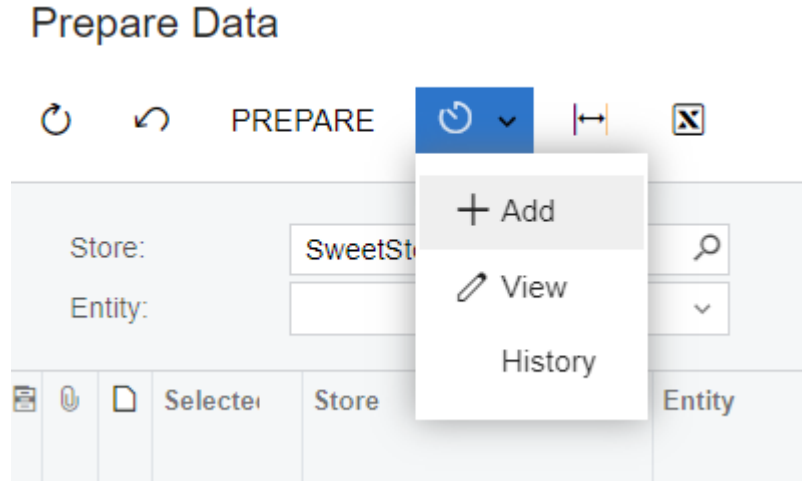 Prepare Data
PREPARE
Add
Store:
SweetSt
View
Entity:
History
Selecte
Store
Entity